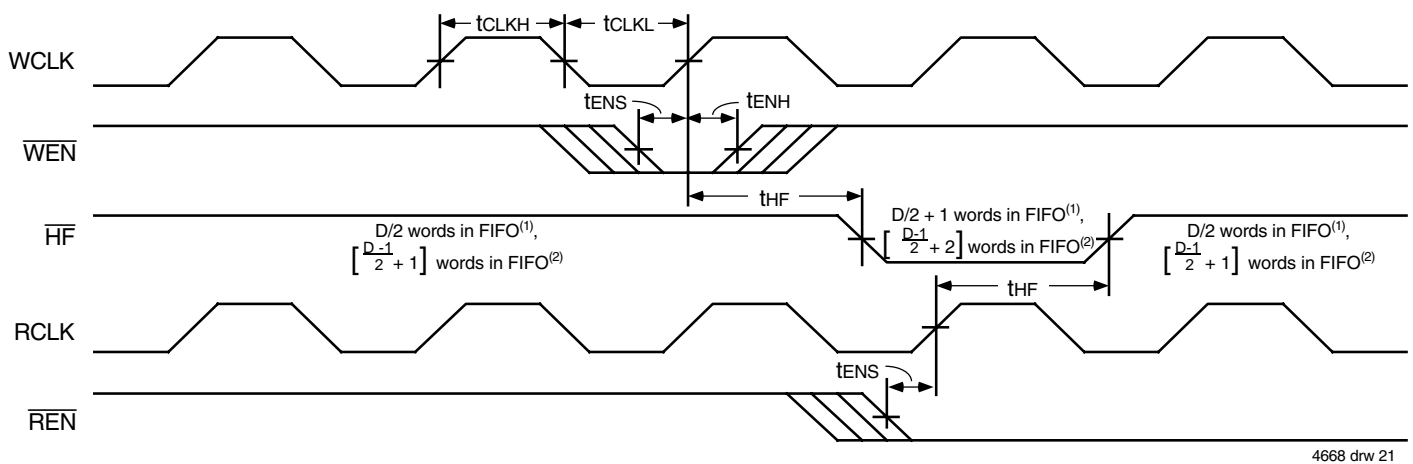 tCLKH
tCLKL
WCLK
tENS
tENH
WEN
tHF
HF
D/2 words in FIFO(1),
[ D-1/2 + 1 ] words in FIFO(2)
D/2 + 1 words in FIFO(1),
[ D-1/2 + 2 ] words in FIFO(2)
D/2 words in FIFO(1),
[ D-1/2 + 1 ] words in FIFO(2)
tHF
RCLK
tENS
REN
4668 drw 21